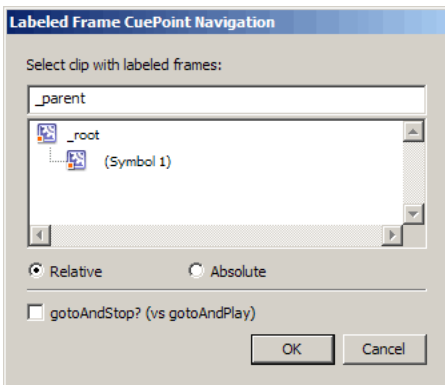 Labeled Frame CuePoint Navigation
Select clip with labeled frames:
_parent
_root
(Symbol 1)
Relative Absolute
gotoAndStop? (vs gotoAndPlay)
OK Cancel